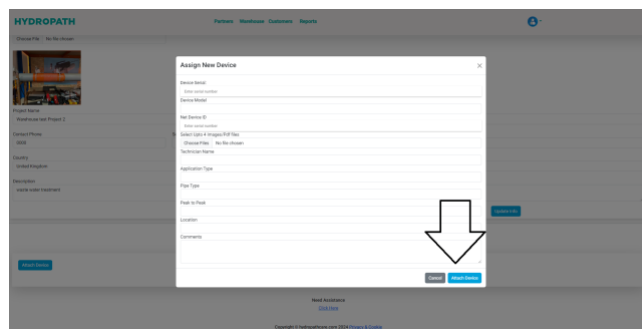 HYDROPATH
Partners Warehouse Customers Reports
Choose File No file chosen
Project Name
Warehouse test Project 2
Contact Phone
0000
Country
United Kingdom
Description
waste water treatment
Update Info
Attach Device
Assign New Device
×
Device Serial
Enter serial number
Device Model
Net Device ID
Enter serial number
Select Upto 4 Images/Pdf files
Choose Files No file chosen
Technician Name
Application Type
Pipe Type
Peak to Peak
Location
Comments
Cancel Attach Device
Need Assistance
Click Here
Copyright © hydropathcom.com 2024 Privacy & Cookie